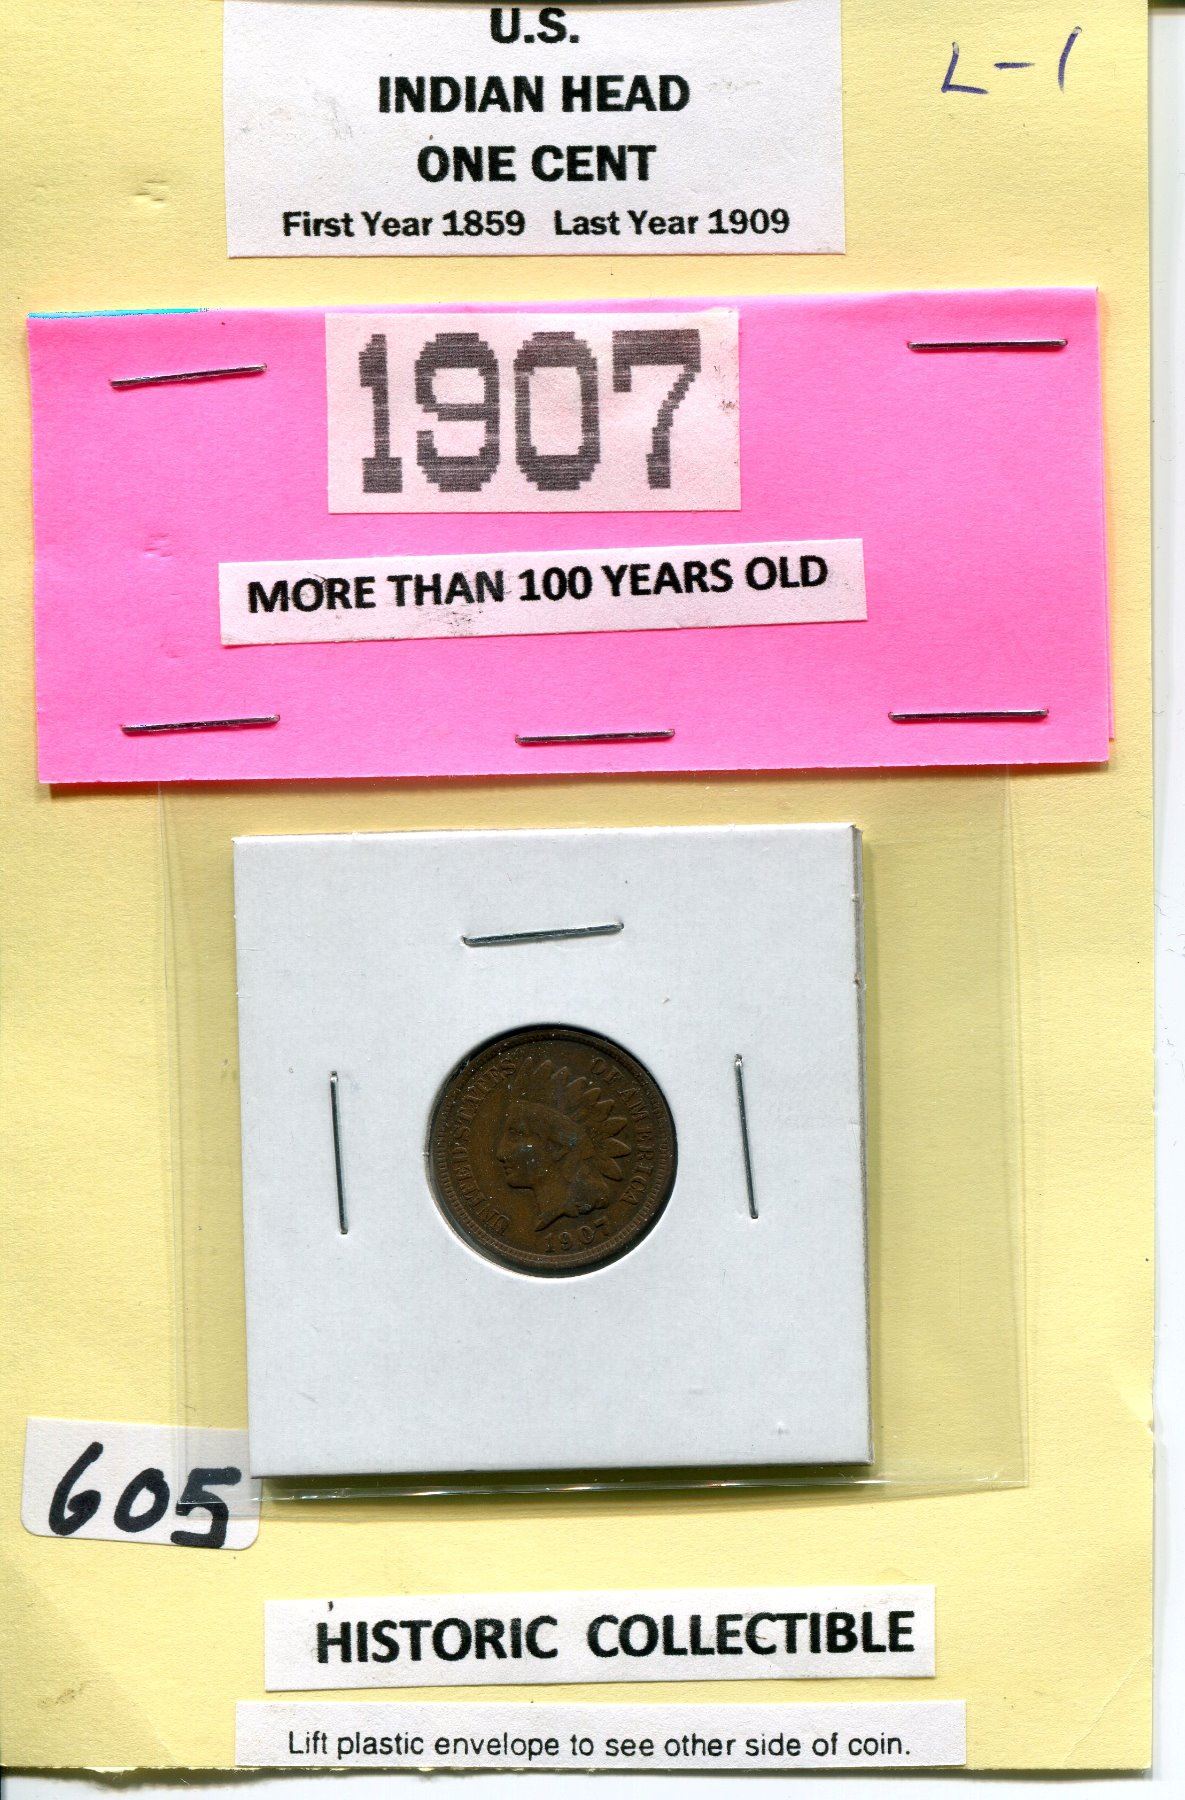 U.S.
INDIAN HEAD
ONE CENT
First Year 1859 Last Year 1909
L-1
1907
MORE THAN 100 YEARS OLD
UNITED STATES OF AMERICA
1907
605
HISTORIC COLLECTIBLE
Lift plastic envelope to see other side of coin.